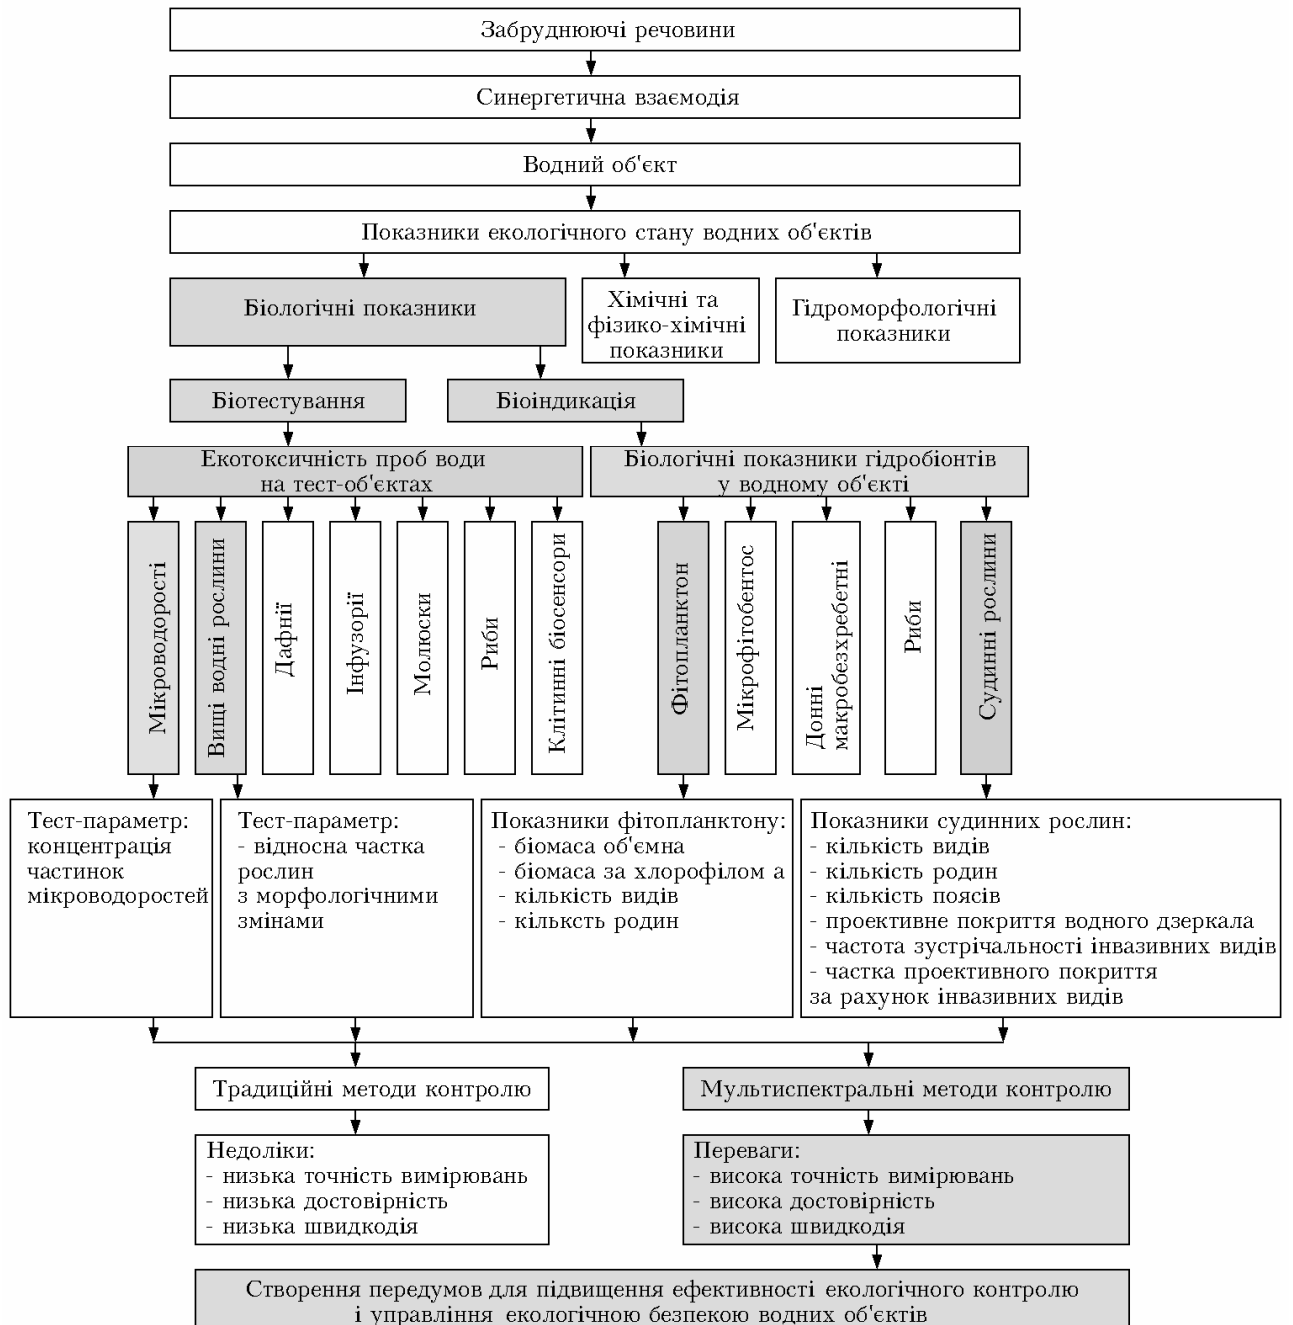 Забруднюючі речовини
Синергетична взаємодія
Водний об'єкт
Показники екологічного стану водних об'єктів
Біологічні показники
Хімічні та
фізико-хімічні
показники
Гідроморфологічні
показники
Біотестування
Біоіндикація
Екотоксичність проб води
на тест-об'єктах
Біологічні показники гідробіонтів
у водному об'єкті
Мікроводорості
Вищі водні рослини
Дафнії
Інфузорії
Молюски
Риби
Клітинні біосенсори
Фітопланктон
Мікрофітобентос
Донні
макробезхребетні
Риби
Судинні рослини
Тест-параметр:
концентрація
частинок
мікроводоростей
Тест-параметр:
- відносна частка
рослин
з морфологічними
змінами
Показники фітопланктону:
- біомаса об'ємна
- біомаса за хлорофілом а
- кількість видів
- кільксть родин
Показники судинних рослин:
- кількість видів
- кількість родин
- кількість поясів
- проективне покриття водного дзеркала
- частота зустрічальності інвазивних видів
- частка проективного покриття
за рахунок інвазивних видів
Традиційні методи контролю
Мультиспектральні методи контролю
Недоліки:
- низька точність вимірювань
- низька достовірність
- низька швидкодія
Переваги:
- висока точність вимірювань
- висока достовірність
- висока швидкодія
Створення передумов для підвищення ефективності екологічного контролю
і управління екологічною безпекою водних об'єктів